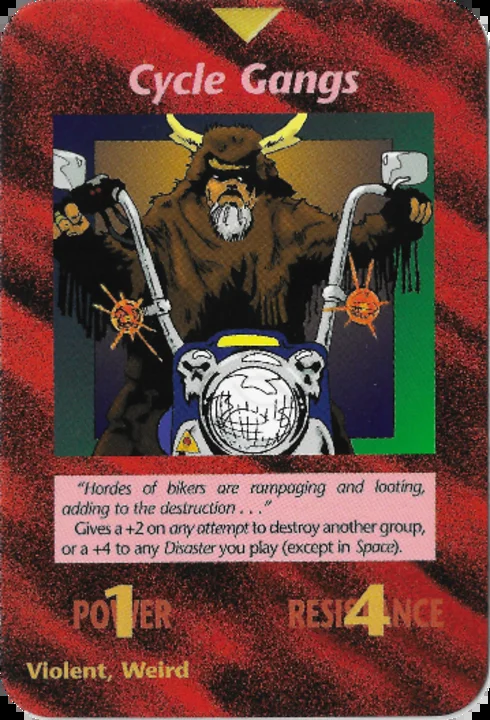 Cycle Gangs
"Hordes of bikers are rampaging and looting,
adding to the destruction . . ."
Gives a +2 on any attempt to destroy another group,
or a +4 to any Disaster you play (except in Space).
POWER 1
RESISTANCE 4
Violent, Weird